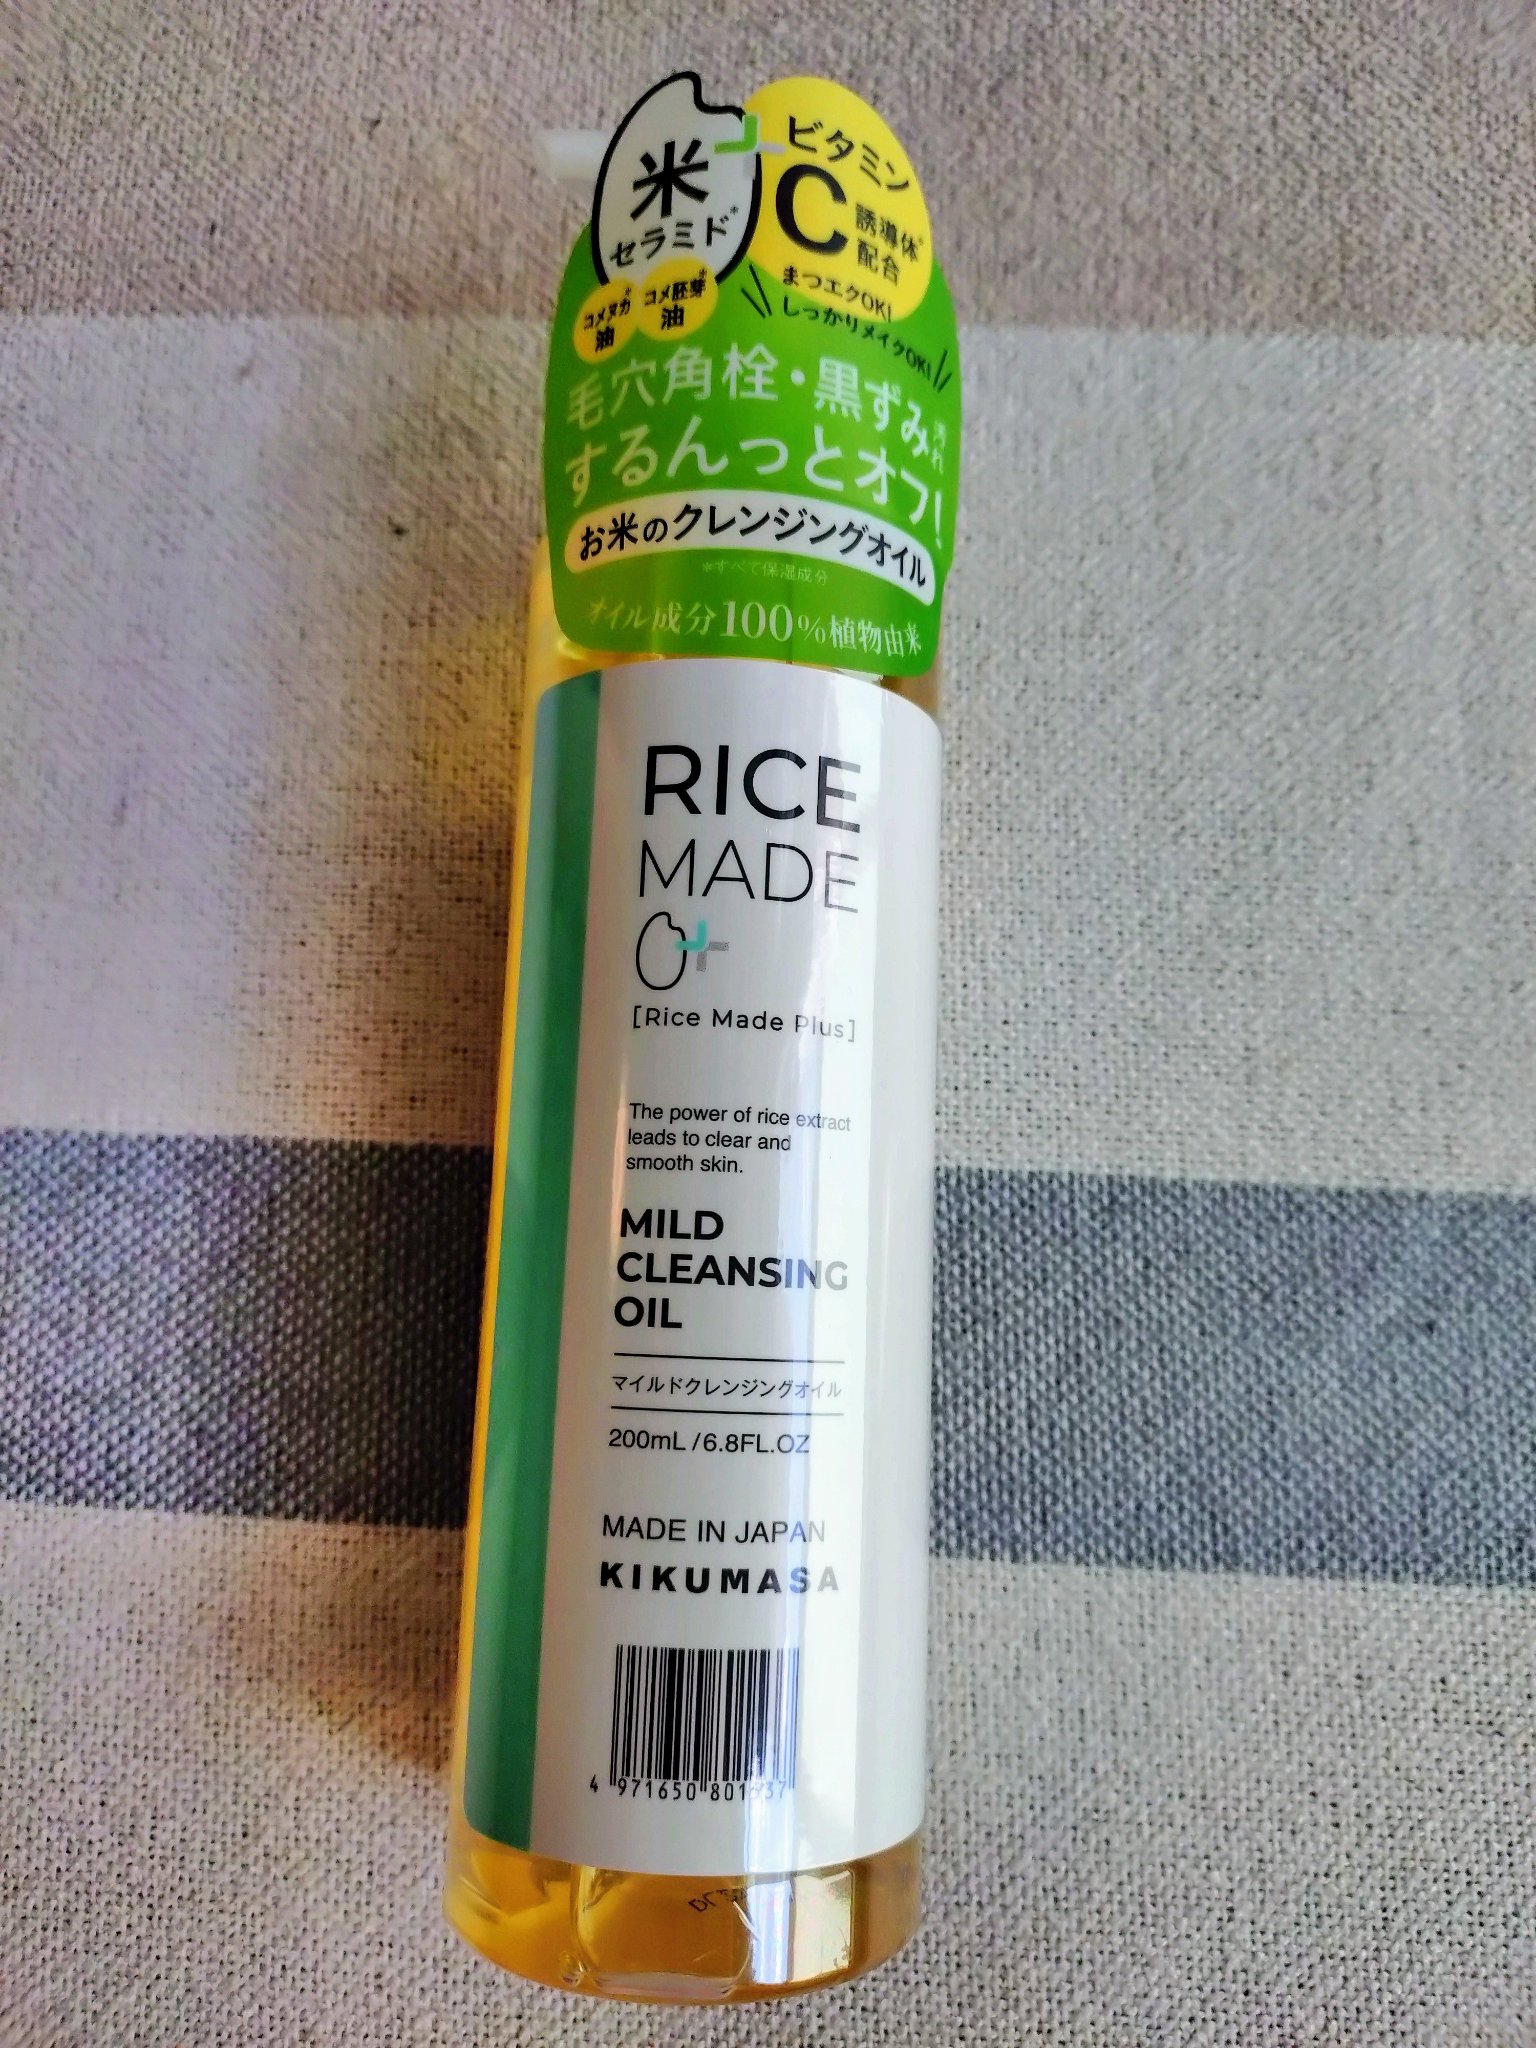 米
セラミド*
ビタミン
C誘導体*
配合
コメヌカ*
油
コメ胚芽*
油
まつエクOK!
しっかりメイクOK!
毛穴角栓・黒ずみ汚れ
するんっとオフ!
お米のクレンジングオイル
*すべて保湿成分
オイル成分100%植物由来
RICE
MADE
[Rice Made Plus]
The power of rice extract
leads to clear and
smooth skin.
MILD
CLEANSING
OIL
マイルドクレンジングオイル
200mL/6.8FL.OZ
MADE IN JAPAN
KIKUMASA
4 971650 801637